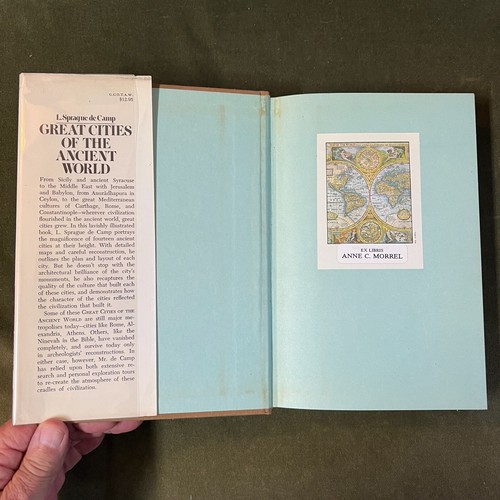 G.C.O.T.A.W.
$12.95
L. Sprague de Camp
GREAT CITIES
OF THE
ANCIENT
WORLD
From Sicily and ancient Syracuse
to the Middle East with Jerusalem
and Babylon, from Anurādhapura in
Ceylon, to the great Mediterranean
cultures of Carthage, Rome, and
Constantinople—wherever civilization
flourished in the ancient world, great
cities grew. In this lavishly illustrated
book, L. Sprague de Camp portrays
the magnificence of fourteen ancient
cities at their height. With detailed
maps and careful reconstruction, he
outlines the plan and layout of each
city. But he doesn't stop with the
architectural brilliance of the city's
monuments, he also recaptures the
quality of the culture that built each
of these cities, and demonstrates how
the character of the cities reflected
the civilization that built it.
Some of these GREAT CITIES OF THE
ANCIENT WORLD are still major me-
tropolises today—cities like Rome, Al-
exandria, Athens. Others, like the
Ninevah in the Bible, have vanished
completely, and survive today only
in archeologists' reconstructions. In
either case, however, Mr. de Camp
has relied upon both extensive re-
search and personal exploration tours
to re-create the atmosphere of these
cradles of civilization.
EX LIBRIS
ANNE C. MORREL